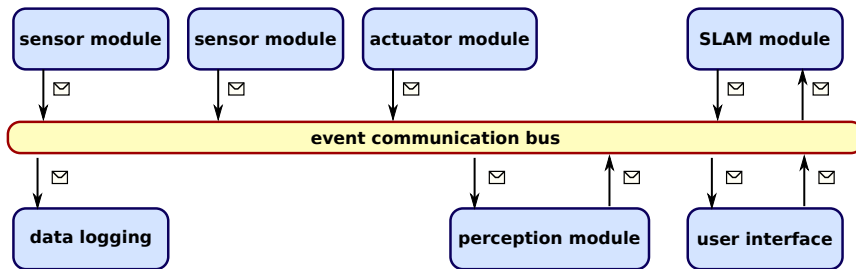 sensor module
sensor module
actuator module
SLAM module
event communication bus
data logging
perception module
user interface